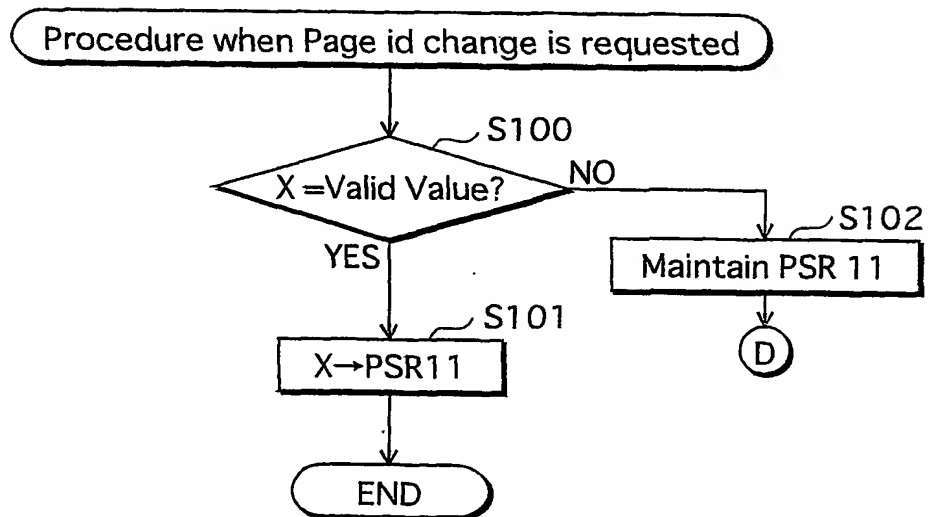 Procedure when Page id change is requested
S100
X =Valid Value?
NO
YES
S102
Maintain PSR 11
D
S101
X→PSR11
END